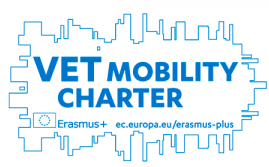 VET MOBILITY
CHARTER
Erasmus+ ec.europa.eu/erasmus-plus